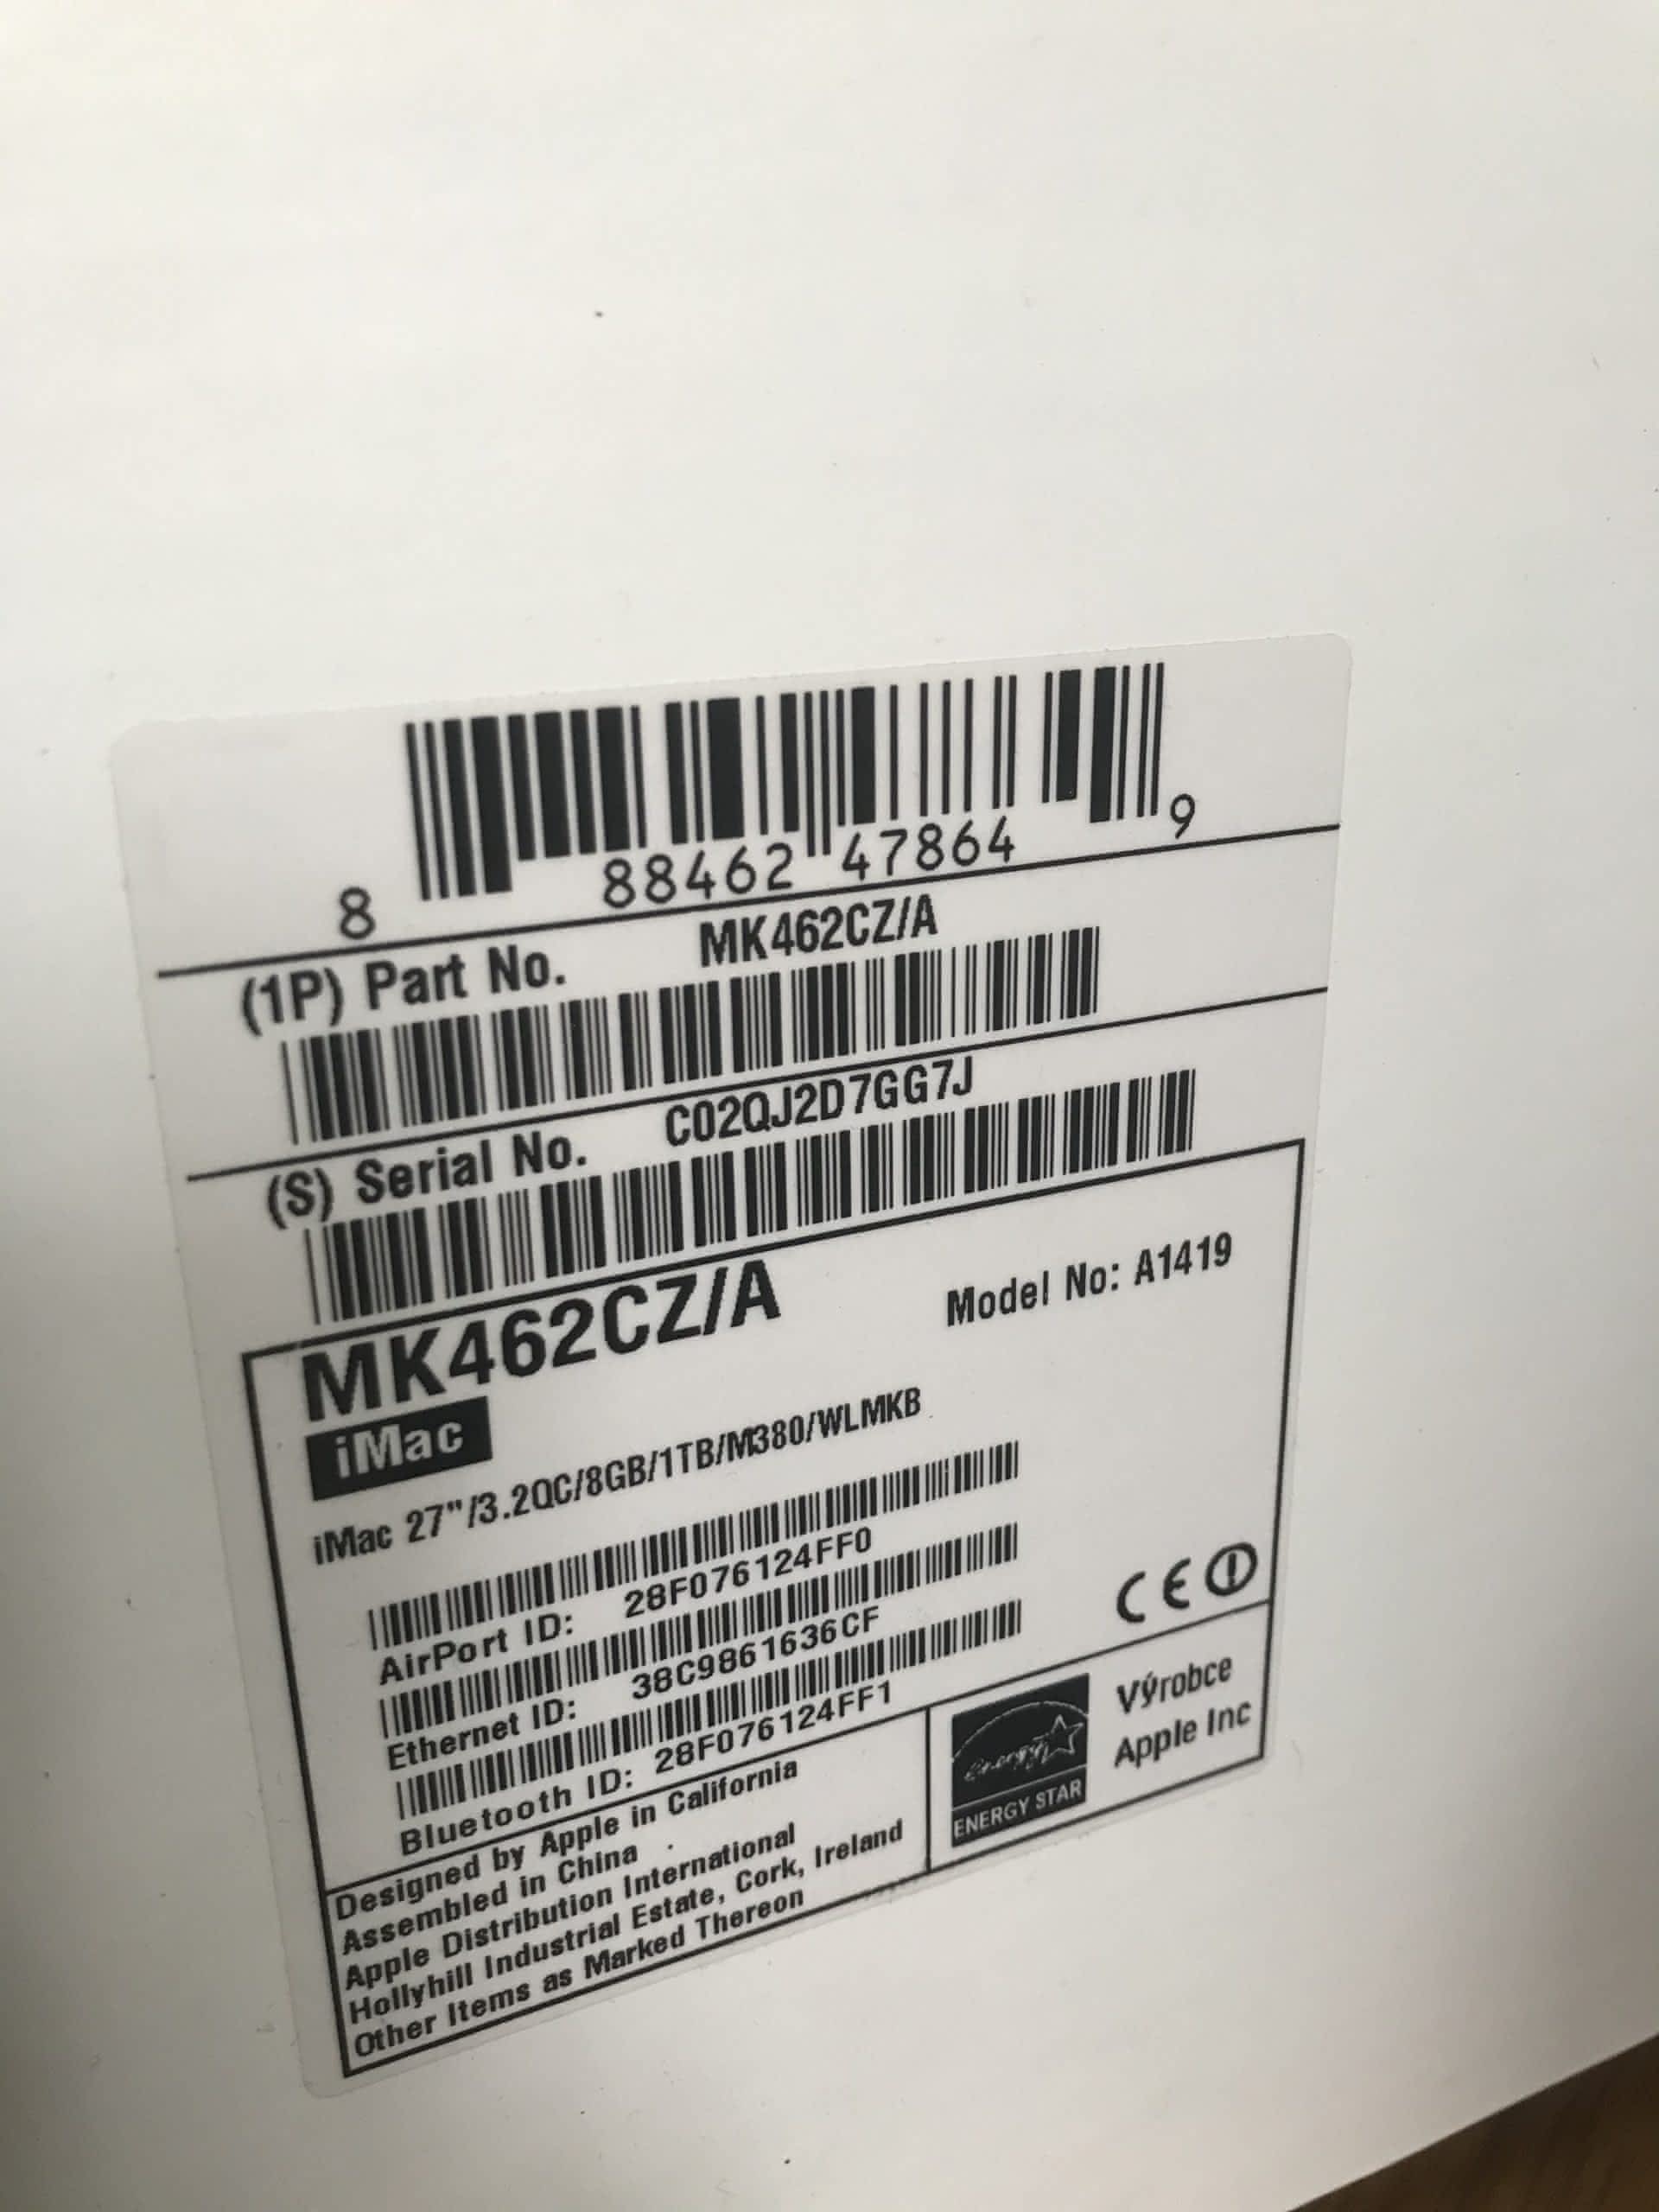 8 88462 47864 9
(1P) Part No. MK462CZ/A
(S) Serial No. C02QJ2D7GG7J
MK462CZ/A
Model No: A1419
iMac
iMac 27"/3.2QC/8GB/1TB/M380/WLMKB
AirPort ID: 28F076124FF0
Ethernet ID: 38C9861636CF
Bluetooth ID: 28F076124FF1
CE
Designed by Apple in California
Assembled in China
Apple Distribution International
Hollyhill Industrial Estate, Cork, Ireland
Other Items as Marked Thereon
energy
ENERGY STAR
Výrobce
Apple Inc